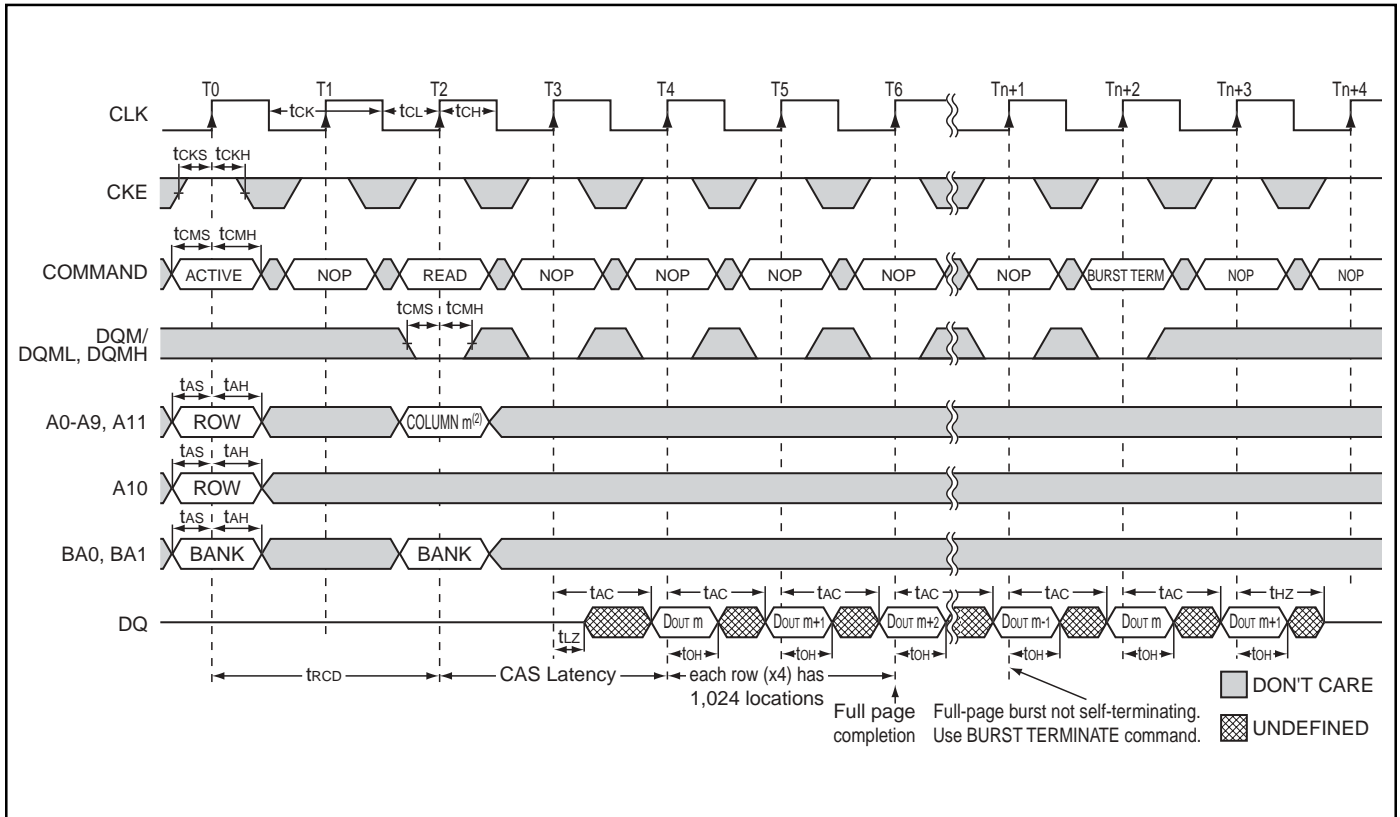 T0 T1 T2 T3 T4 T5 T6 Tn+1 Tn+2 Tn+3 Tn+4
CLK tCK tCL tCH
tCKS tCKH
CKE
tCMS tCMH
COMMAND ACTIVE NOP READ NOP NOP NOP NOP NOP BURST TERM NOP NOP
tCMS tCMH
DQM/
DQML, DQMH
tAS tAH
A0-A9, A11 ROW COLUMN m(2)
tAS tAH
A10 ROW
tAS tAH
BA0, BA1 BANK BANK
tAC tAC tAC tAC tAC tAC tHZ
DQ DOUT m DOUT m+1 DOUT m+2 DOUT m-1 DOUT m DOUT m+1
tLZ tOH tOH tOH tOH tOH tOH
tRCD CAS Latency each row (x4) has
1,024 locations
Full page
completion
Full-page burst not self-terminating.
Use BURST TERMINATE command.
DON'T CARE
UNDEFINED